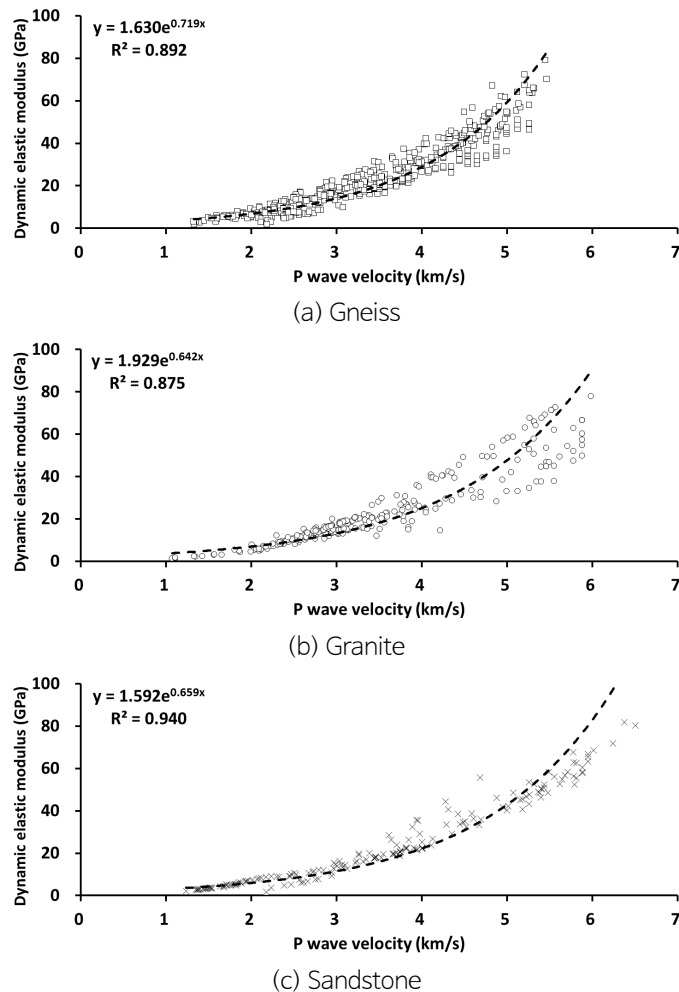 y = 1.630e^0.719x
R² = 0.892
Dynamic elastic modulus (GPa)
100
80
60
40
20
0
0 1 2 3 4 5 6 7
P wave velocity (km/s)
(a) Gneiss
y = 1.929e^0.642x
R² = 0.875
Dynamic elastic modulus (GPa)
100
80
60
40
20
0
0 1 2 3 4 5 6 7
P wave velocity (km/s)
(b) Granite
y = 1.592e^0.659x
R² = 0.940
Dynamic elastic modulus (GPa)
100
80
60
40
20
0
0 1 2 3 4 5 6 7
P wave velocity (km/s)
(c) Sandstone